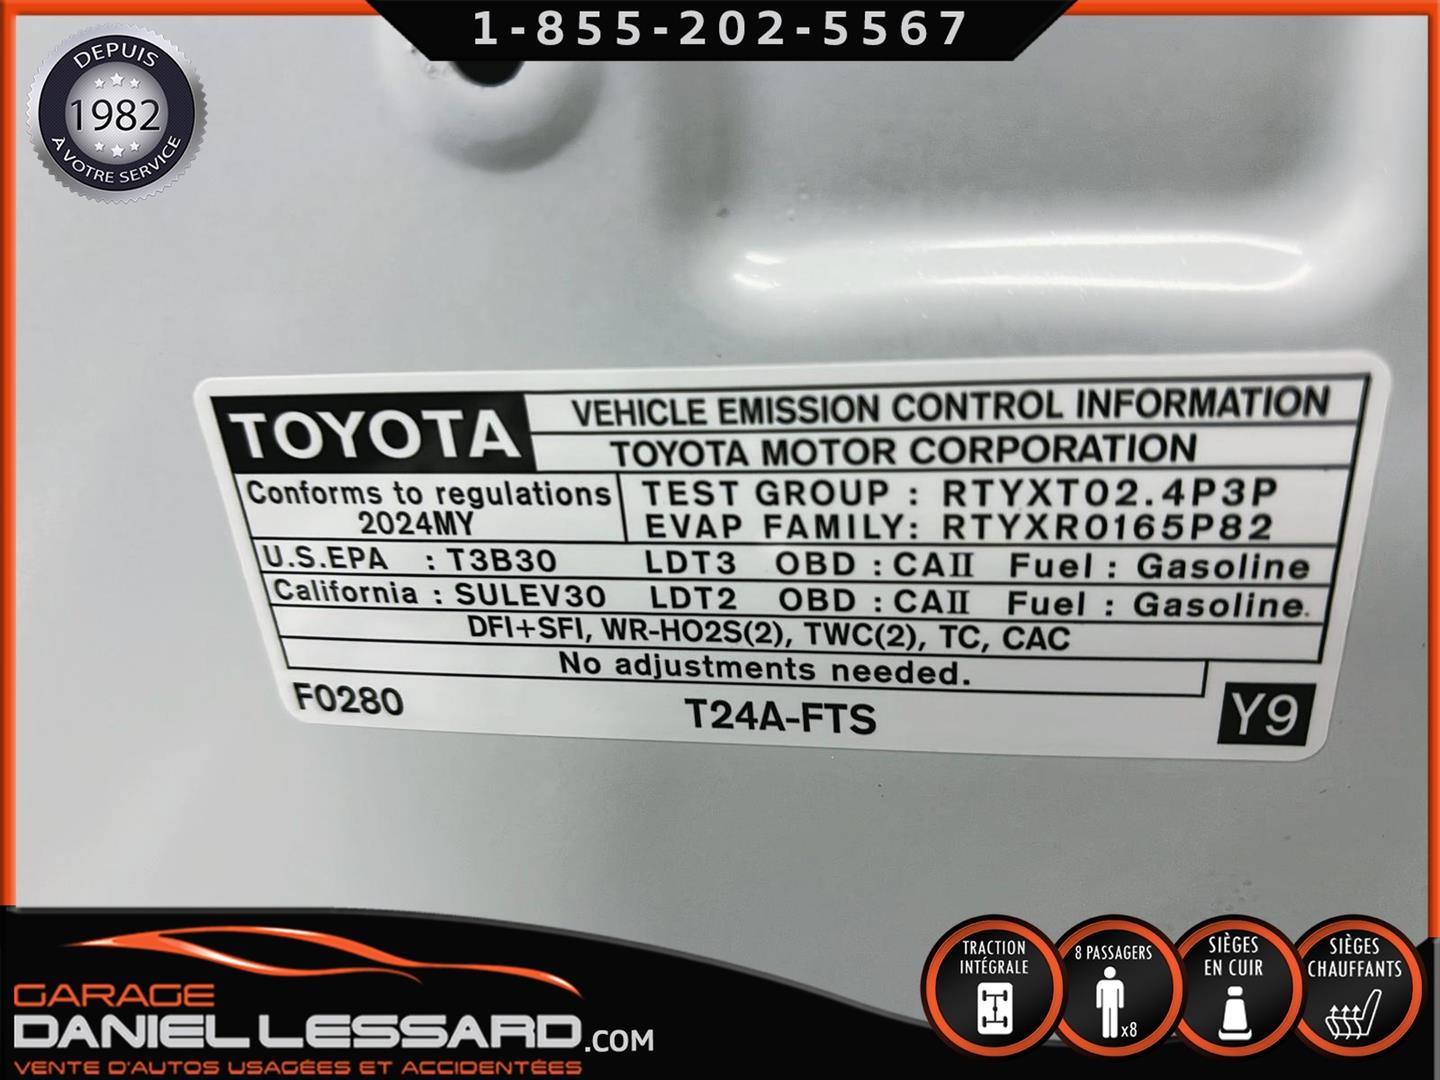 1-855-202-5567
DEPUIS
1982
À VOTRE SERVICE
TOYOTA
VEHICLE EMISSION CONTROL INFORMATION
TOYOTA MOTOR CORPORATION
Conforms to regulations
2024MY
TEST GROUP : RTYXT02.4P3P
EVAP FAMILY: RTYXR0165P82
U.S.EPA : T3B30 LDT3 OBD : CAII Fuel : Gasoline
California : SULEV30 LDT2 OBD : CAII Fuel : Gasoline.
DFI+SFI, WR-HO2S(2), TWC(2), TC, CAC
No adjustments needed.
F0280 T24A-FTS Y9
GARAGE
DANIEL LESSARD.COM
VENTE D'AUTOS USAGÉES ET ACCIDENTÉES
TRACTION
INTÉGRALE
8 PASSAGERS
x8
SIÈGES
EN CUIR
SIÈGES
CHAUFFANTS